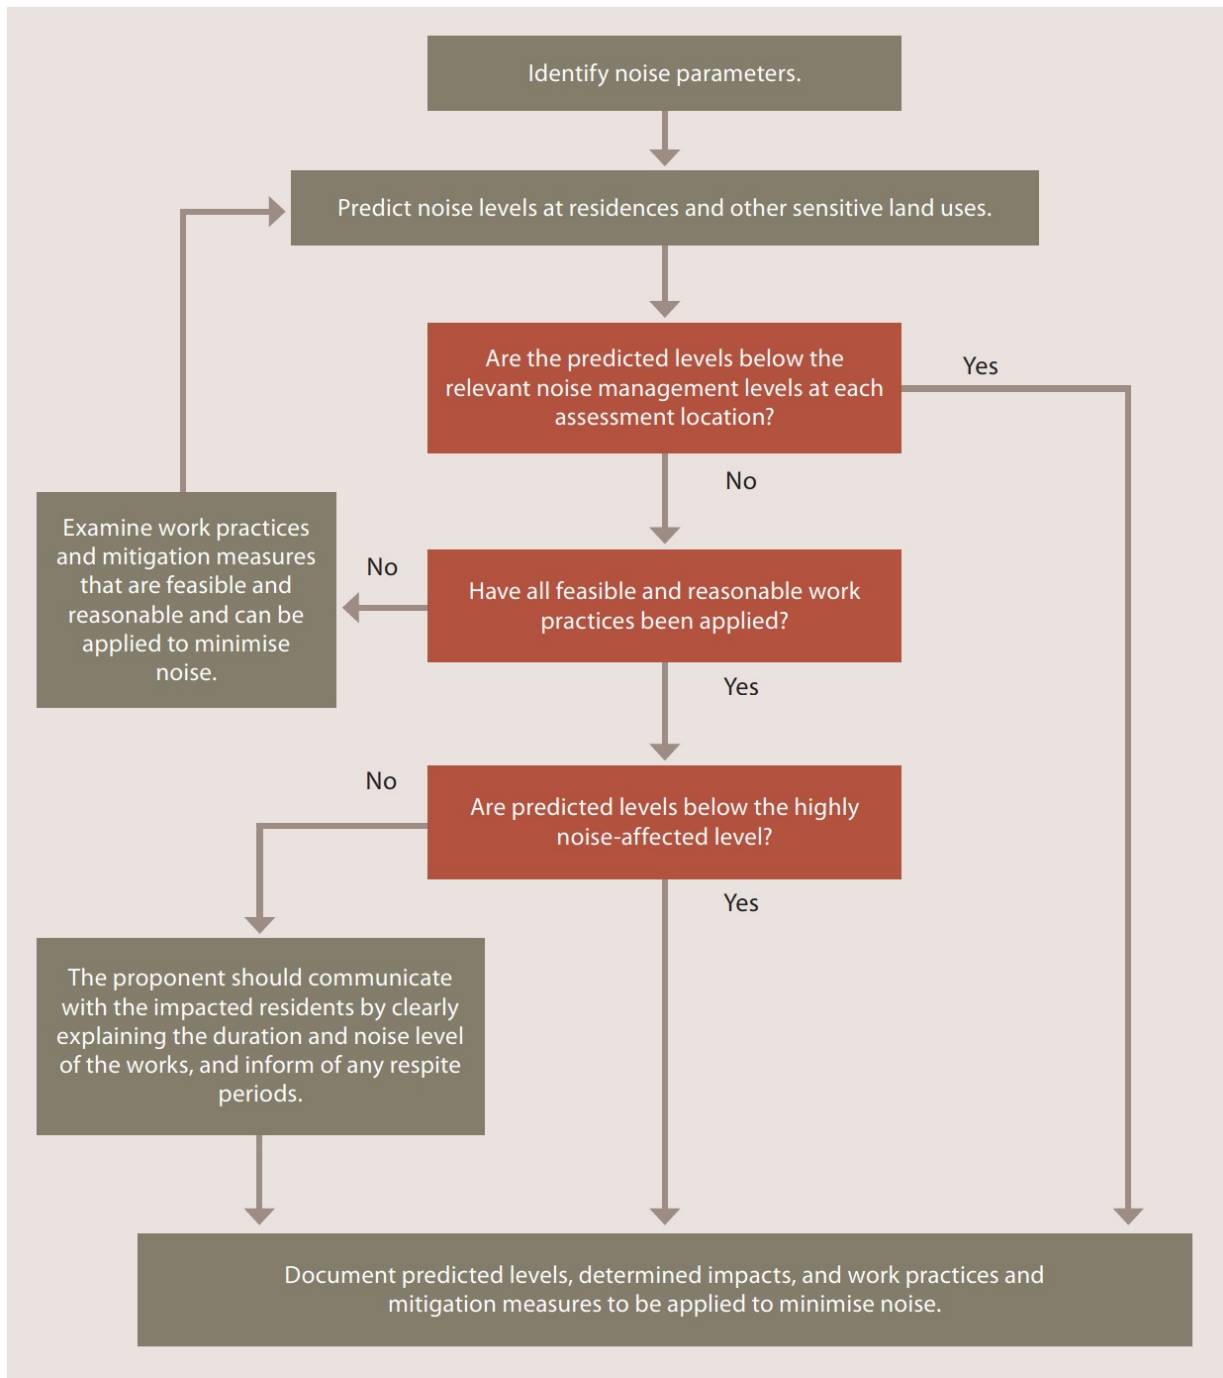 Identify noise parameters.
Predict noise levels at residences and other sensitive land uses.
Are the predicted levels below the
relevant noise management levels at each
assessment location?
Yes
No
Examine work practices
and mitigation measures
that are feasible and
reasonable and can be
applied to minimise
noise.
No
Have all feasible and reasonable work
practices been applied?
Yes
No
Are predicted levels below the highly
noise-affected level?
Yes
The proponent should communicate
with the impacted residents by clearly
explaining the duration and noise level
of the works, and inform of any respite
periods.
Document predicted levels, determined impacts, and work practices and
mitigation measures to be applied to minimise noise.